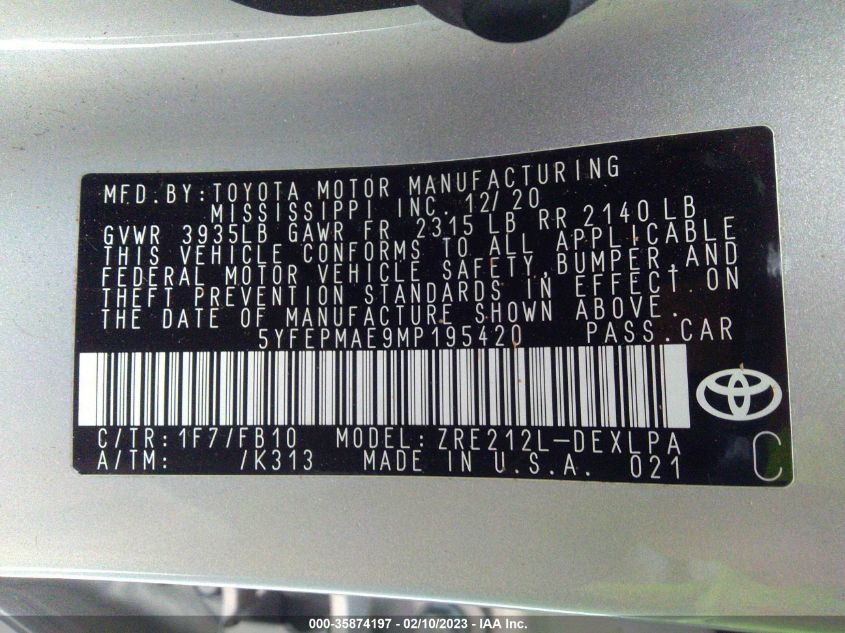 MFD.BY:TOYOTA MOTOR MANUFACTURING
MISSISSIPPI INC. 12/20
GVWR 3935LB GAWR FR 2315 LB RR 2140LB
THIS VEHICLE CONFORMS TO ALL APPLICABLE
FEDERAL MOTOR VEHICLE SAFETY, BUMPER AND
THEFT PREVENTION STANDARDS IN EFFECT ON
THE DATE OF MANUFACTURE SHOWN ABOVE.
5YFEPMAE9MP195420 PASS.CAR
C/TR:1F7/FB10 MODEL:ZRE212L-DEXLPA
A/TM: /K313 MADE IN U.S.A. 021 C
000-35874197 - 02/10/2023 - IAA Inc.